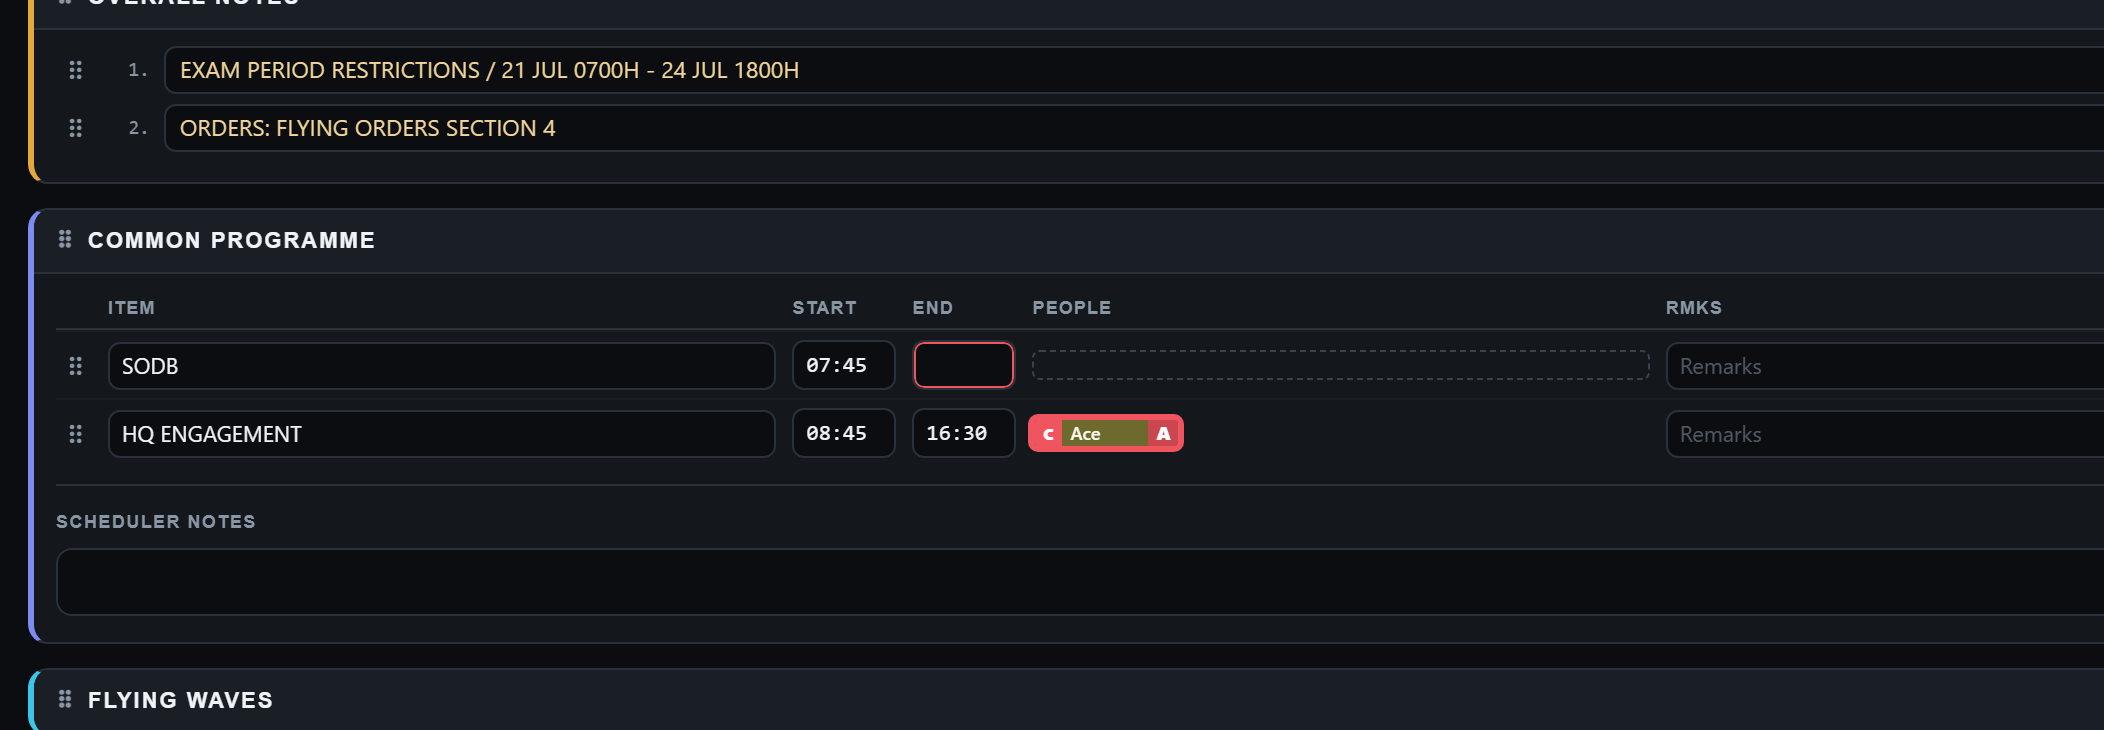 OVERALL NOTES
1. EXAM PERIOD RESTRICTIONS / 21 JUL 0700H - 24 JUL 1800H
2. ORDERS: FLYING ORDERS SECTION 4
COMMON PROGRAMME
ITEM START END PEOPLE RMKS
SODB 07:45 Remarks
HQ ENGAGEMENT 08:45 16:30 C Ace A Remarks
SCHEDULER NOTES
FLYING WAVES